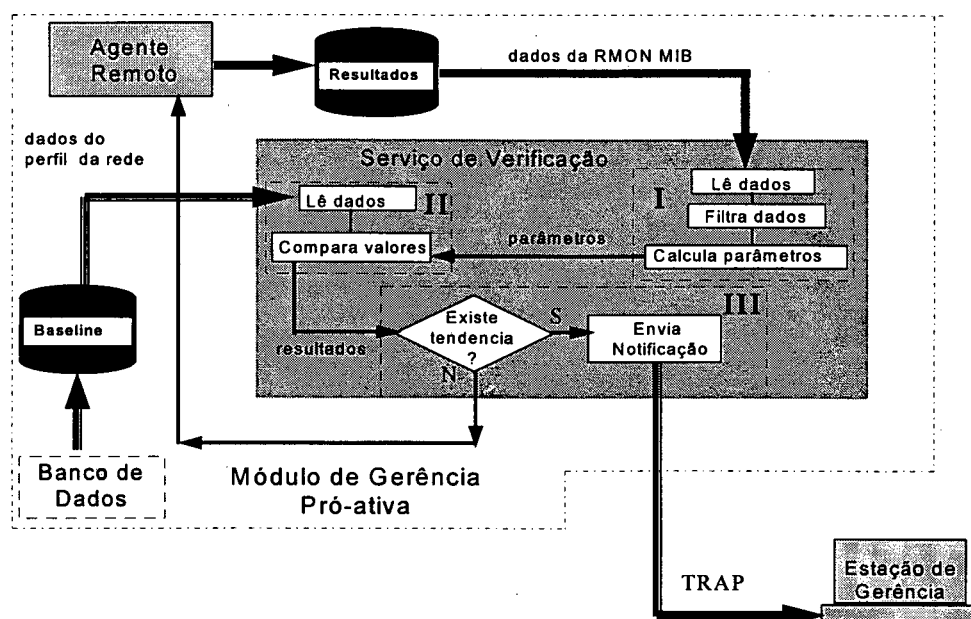 Agente
Remoto
Resultados
dados da RMON MIB
dados do
perfil da rede
Serviço de Verificação
I
Lê dados
Filtra dados
Calcula parâmetros
II
Lê dados
Compara valores
parâmetros
III
Existe
tendencia
?
S
N
Envia
Notificação
resultados
Baseline
Banco de
Dados
Módulo de Gerência
Pró-ativa
TRAP
Estação de
Gerência